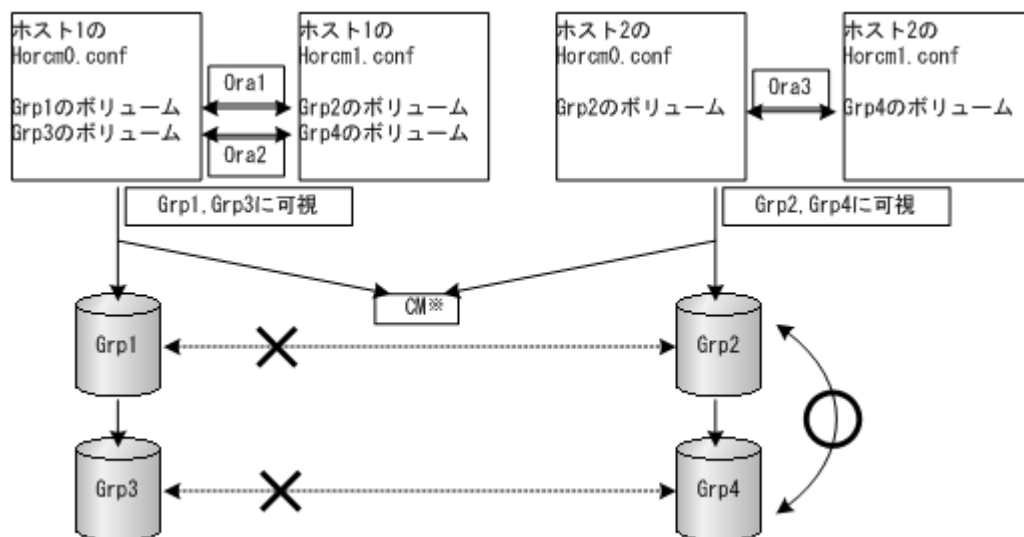 ホスト1の
Horcm0.conf
Grp1のボリューム
Grp3のボリューム
Ora1
Ora2
ホスト1の
Horcm1.conf
Grp2のボリューム
Grp4のボリューム
ホスト2の
Horcm0.conf
Grp2のボリューム
Ora3
ホスト2の
Horcm1.conf
Grp4のボリューム
Grp1,Grp3に可視
Grp2,Grp4に可視
CM※
Grp1
Grp2
Grp3
Grp4